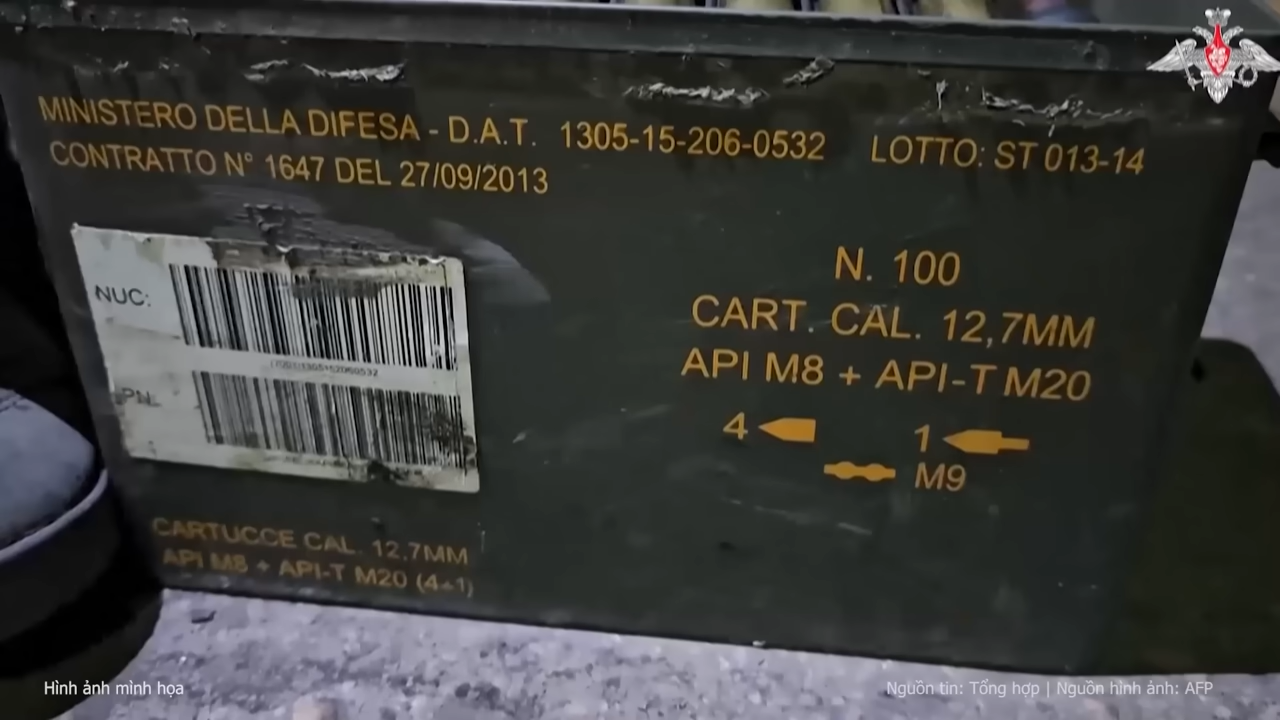 MINISTERO DELLA DIFESA - D.A.T. 1305-15-206-0532 LOTTO: ST 013-14
CONTRATTO N° 1647 DEL 27/09/2013
NUC:
PN:
N. 100
CART. CAL. 12,7MM
API M8 + API-T M20
4 1
M9
CARTUCCE CAL. 12,7MM
API M8 + API-T M20 (4+1)
Hình ảnh minh họa
Nguồn tin: Tổng hợp | Nguồn hình ảnh: AFP